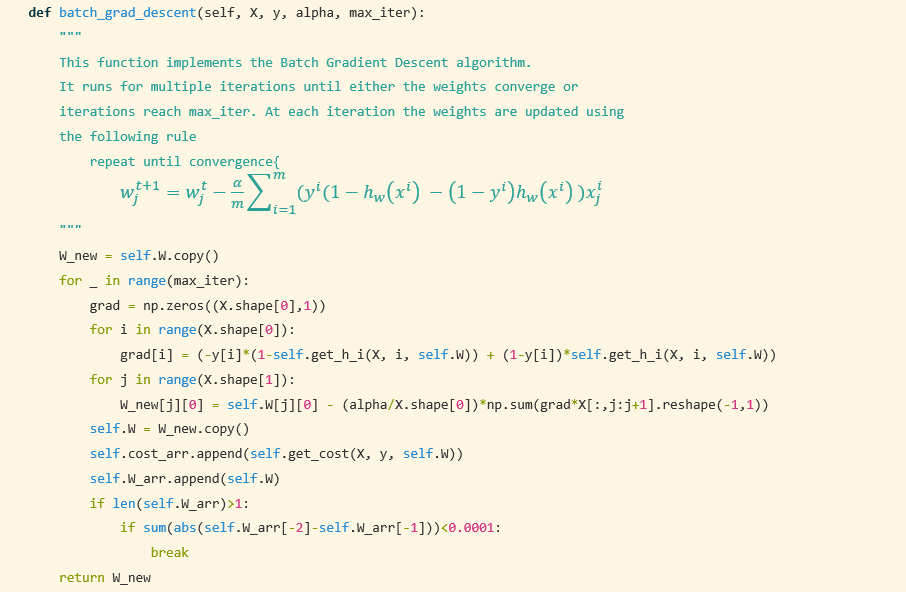 def batch_grad_descent(self, X, y, alpha, max_iter):
    """
    This function implements the Batch Gradient Descent algorithm.
    It runs for multiple iterations until either the weights converge or
    iterations reach max_iter. At each iteration the weights are updated using
    the following rule
        repeat until convergence{
            w_j^{t+1} = w_j^t − \frac{α}{m} ∑_{i=1}^m (y^i(1 − h_w(x^i) − (1 − y^i)h_w(x^i) )x_j^i
    """
    W_new = self.W.copy()
    for _ in range(max_iter):
        grad = np.zeros((X.shape[0],1))
        for i in range(X.shape[0]):
            grad[i] = (-y[i]*(1-self.get_h_i(X, i, self.W)) + (1-y[i])*self.get_h_i(X, i, self.W))
        for j in range(X.shape[1]):
            W_new[j][0] = self.W[j][0] - (alpha/X.shape[0])*np.sum(grad*X[:,j:j+1].reshape(-1,1))
        self.W = W_new.copy()
        self.cost_arr.append(self.get_cost(X, y, self.W))
        self.W_arr.append(self.W)
        if len(self.W_arr)>1:
            if sum(abs(self.W_arr[-2]-self.W_arr[-1]))<0.0001:
                break
    return W_new